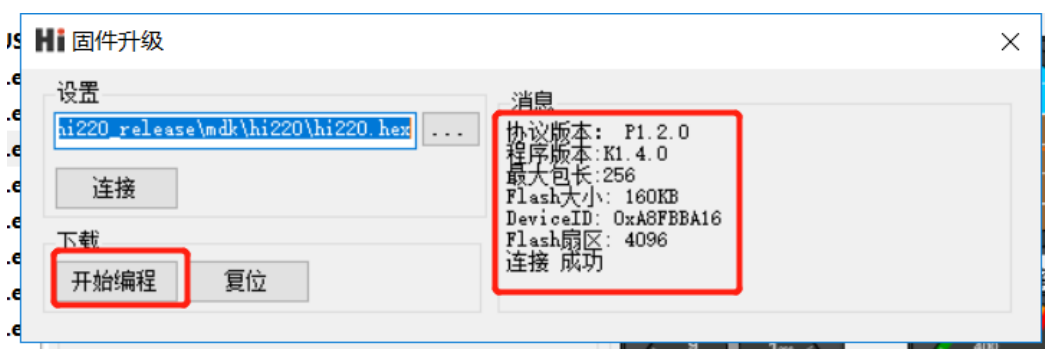 Hi 固件升级
设置
hi220_release\mdk\hi220\hi220.hex
...
连接
下载
开始编程
复位
消息
协议版本: P1.2.0
程序版本:K1.4.0
最大包长:256
Flash大小: 160KB
DeviceID: 0xA8FBBA16
Flash扇区: 4096
连接 成功